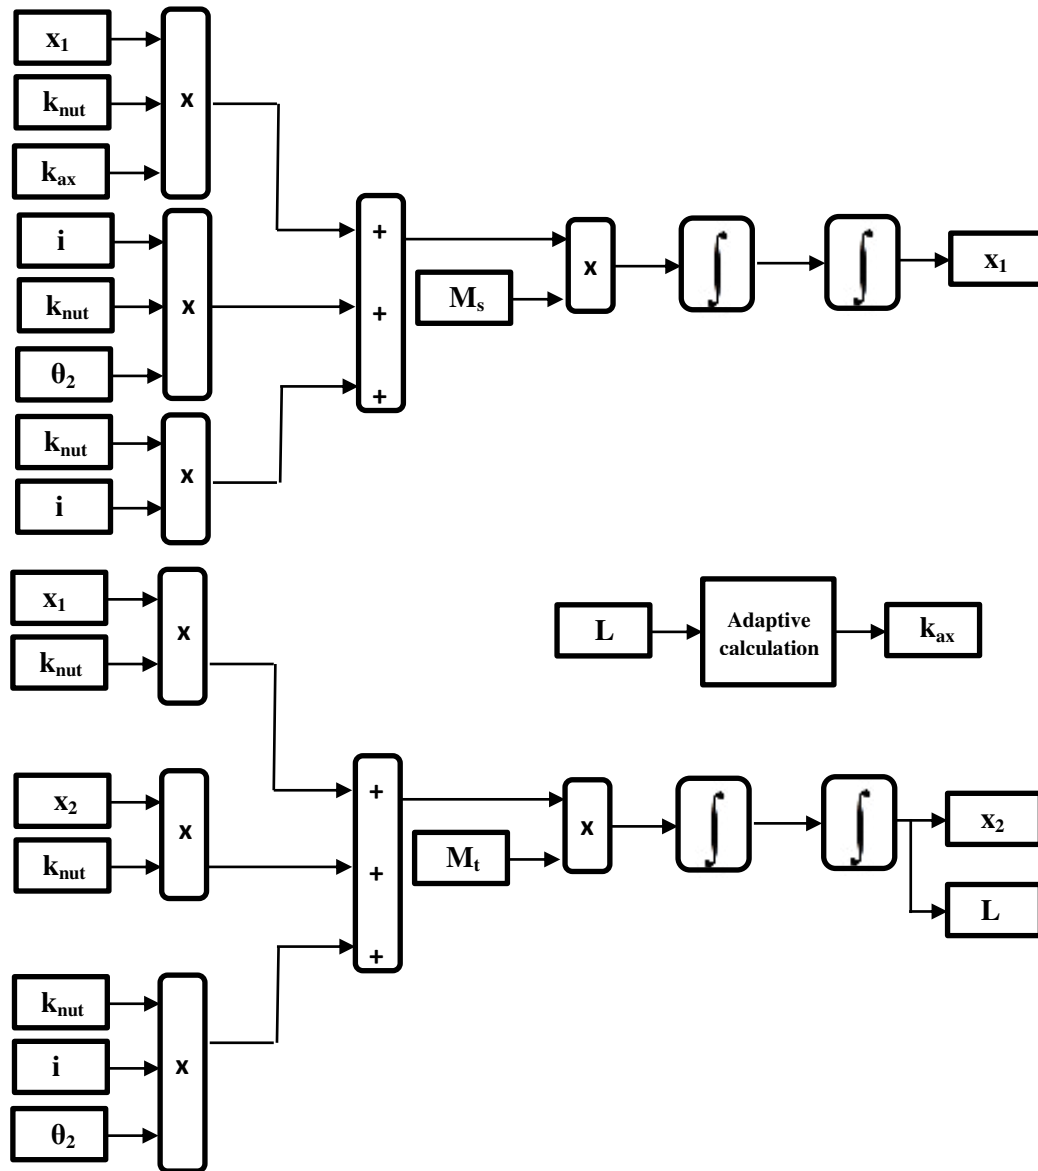 x₁
kₙᵤₜ
x
kₐₓ
i
+
kₙᵤₜ
x
+
Mₛ
x
∫
∫
x₁
θ₂
+
kₙᵤₜ
x
i
x₁
x
kₙᵤₜ
L
Adaptive
calculation
kₐₓ
x₂
x
kₙᵤₜ
+
+
+
Mₜ
x
∫
∫
x₂
L
kₙᵤₜ
i
x
θ₂